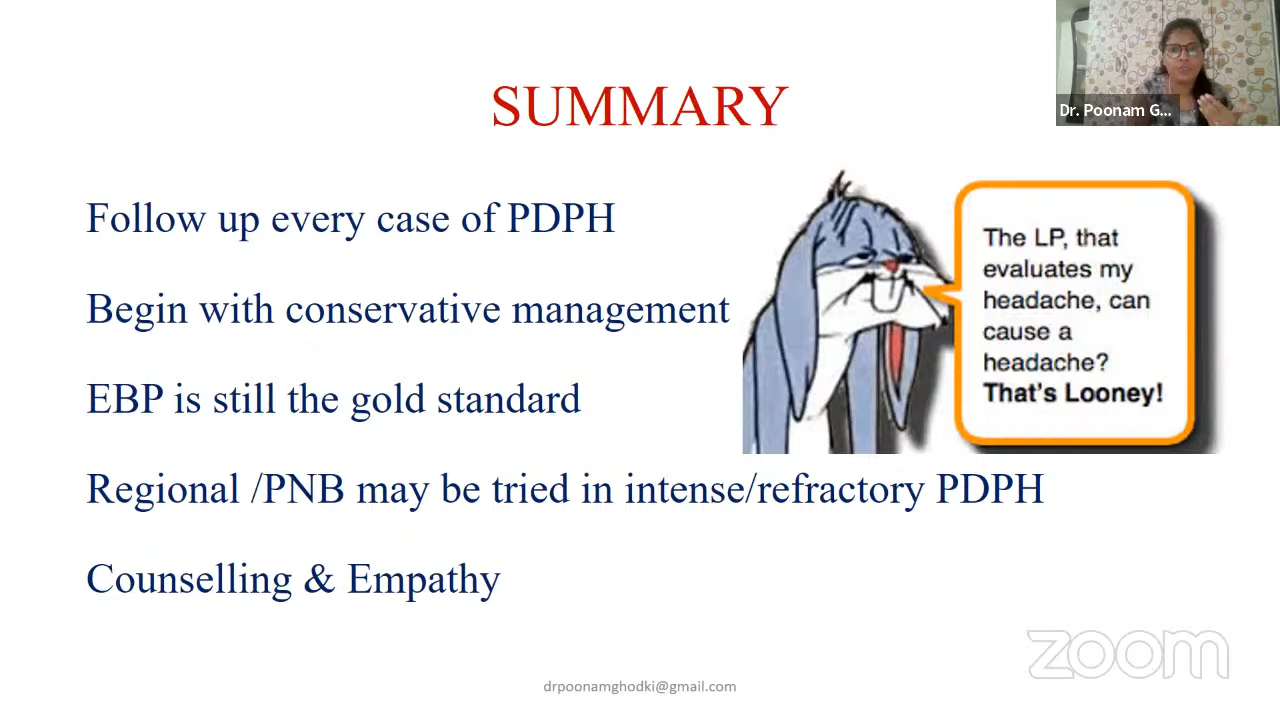 Dr. Poonam G...
SUMMARY
Follow up every case of PDPH
Begin with conservative management
EBP is still the gold standard
Regional /PNB may be tried in intense/refractory PDPH
Counselling & Empathy
The LP, that
evaluates my
headache, can
cause a
headache?
That's Looney!
zoom
drpoonamghodki@gmail.com